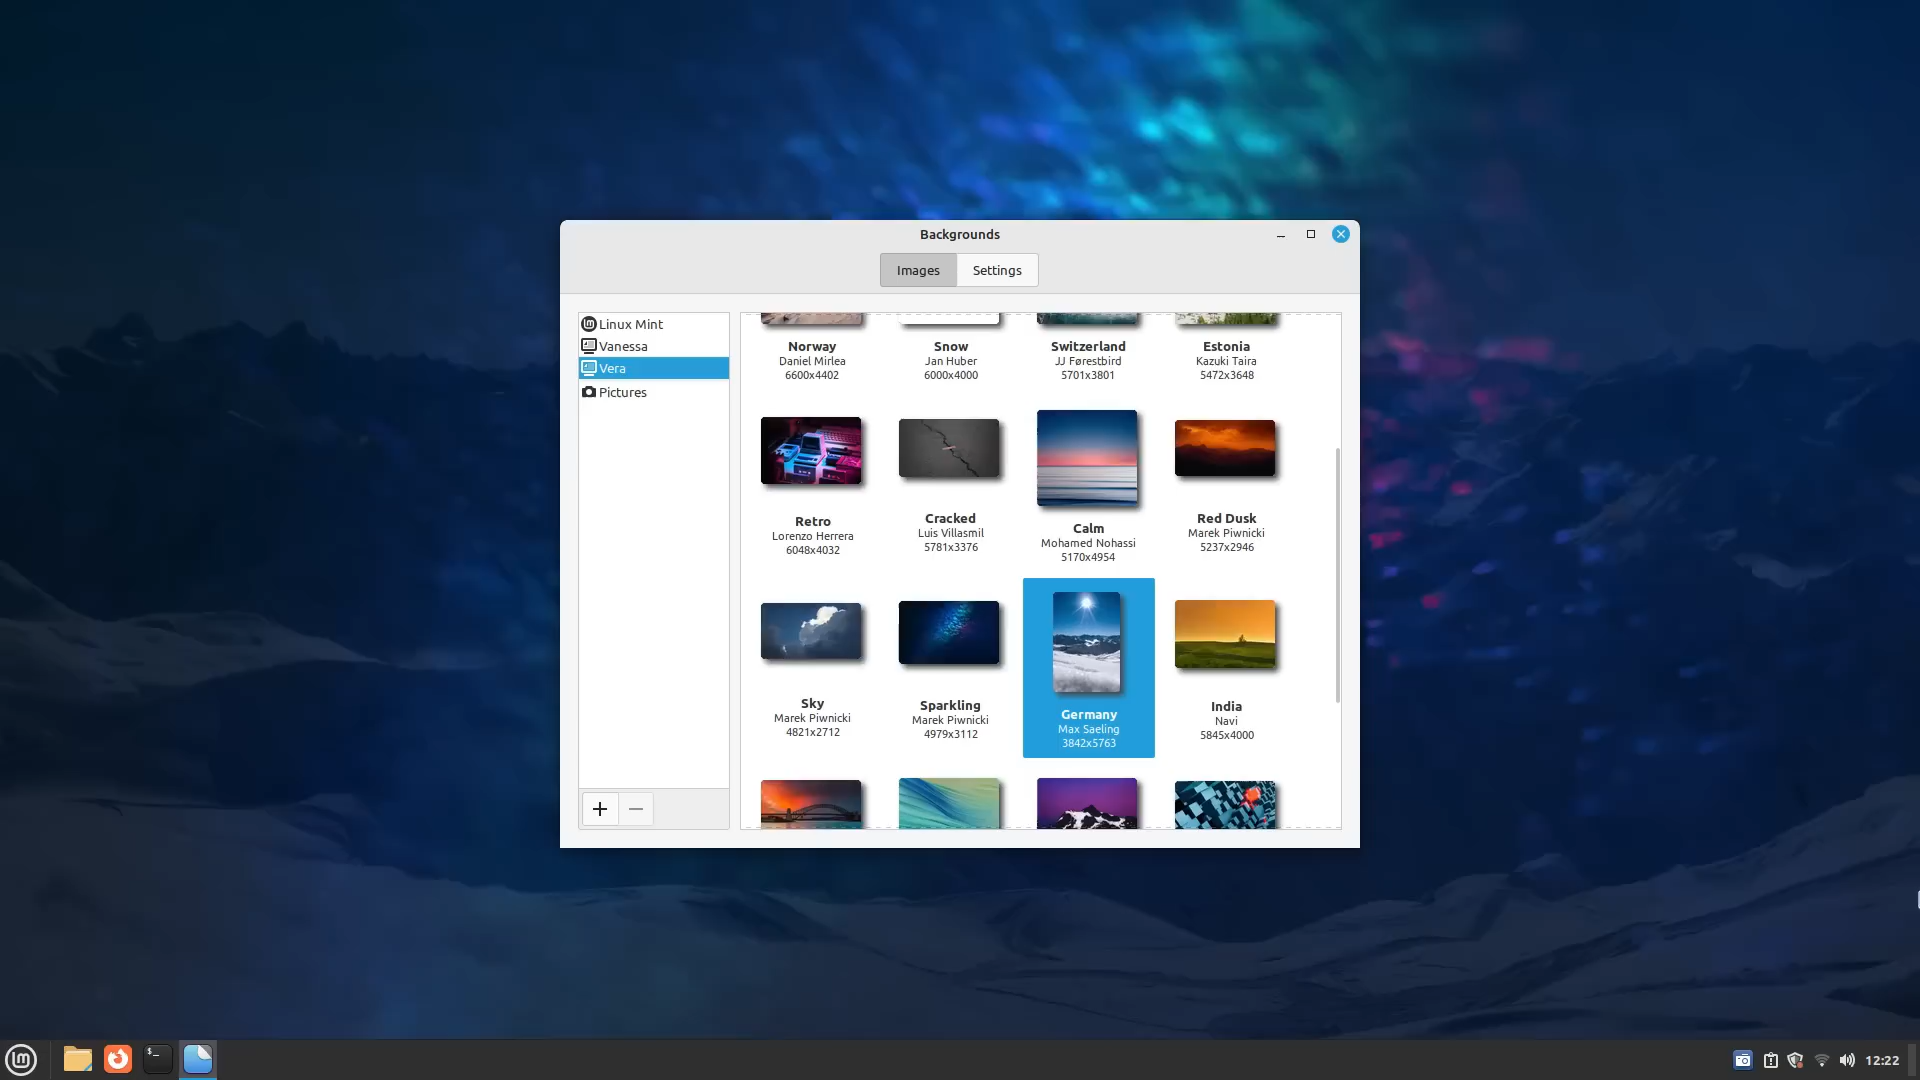 Backgrounds
Images Settings
Linux Mint
Vanessa
Vera
Pictures
Norway
Daniel Mirlea
6600x4402
Snow
Jan Huber
6000x4000
Switzerland
JJ Førestbird
5701x3801
Estonia
Kazuki Taira
5472x3648
Retro
Lorenzo Herrera
6048x4032
Cracked
Luis Villasmil
5781x3376
Calm
Mohamed Nohassi
5170x4954
Red Dusk
Marek Piwnicki
5237x2946
Sky
Marek Piwnicki
4821x2712
Sparkling
Marek Piwnicki
4979x3112
Germany
Max Saeling
3842x5763
India
Navi
5845x4000
12:22